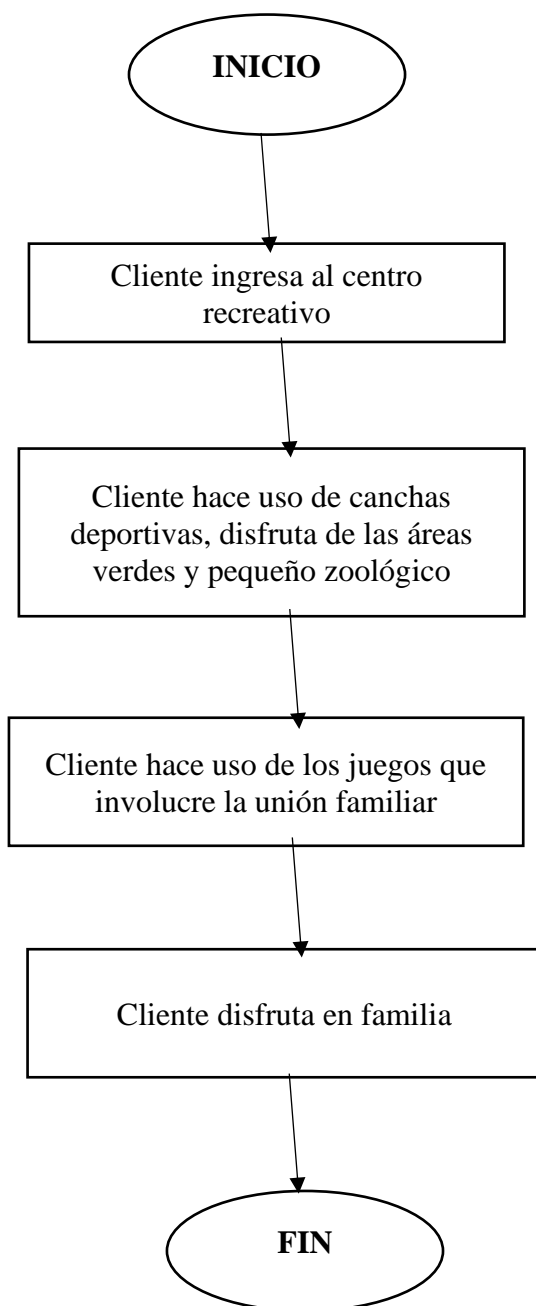 INICIO
Cliente ingresa al centro
recreativo
Cliente hace uso de canchas
deportivas, disfruta de las áreas
verdes y pequeño zoológico
Cliente hace uso de los juegos que
involucre la unión familiar
Cliente disfruta en familia
FIN